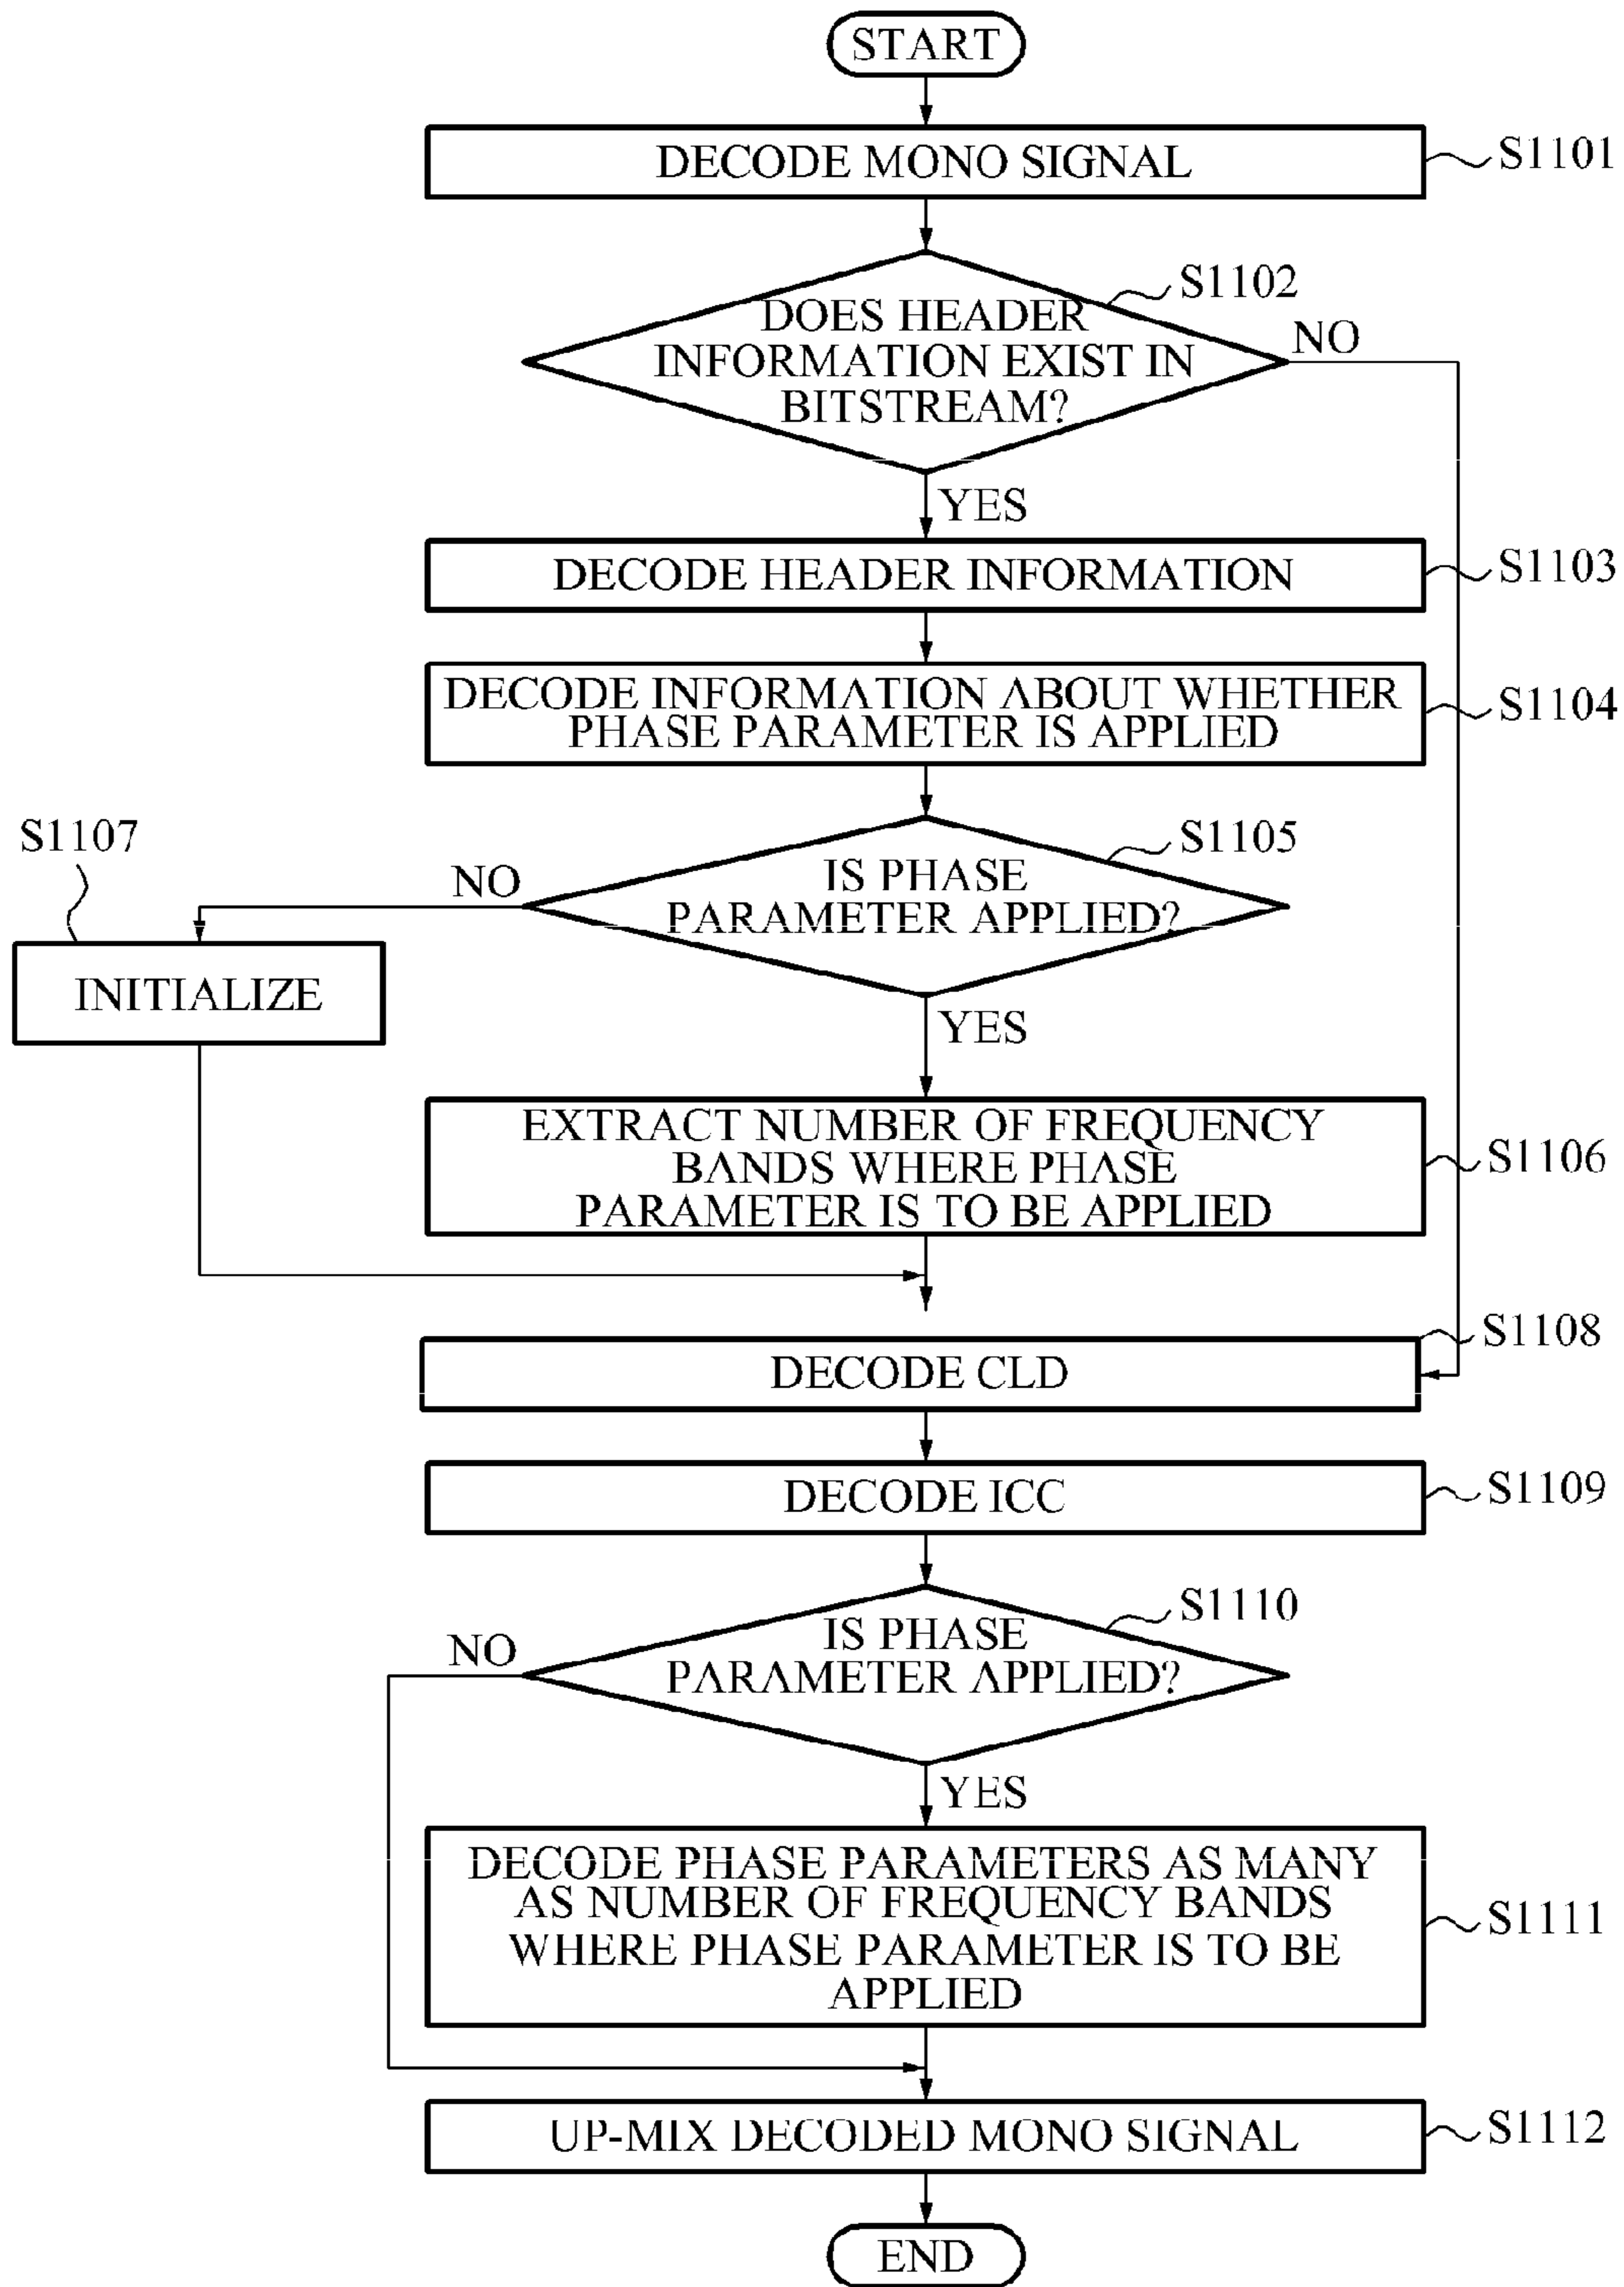 START
DECODE MONO SIGNAL
S1101
S1102
DOES HEADER
INFORMATION EXIST IN
BITSTREAM?
NO
YES
DECODE HEADER INFORMATION
S1103
DECODE INFORMATION ABOUT WHETHER
PHASE PARAMETER IS APPLIED
S1104
S1107
S1105
NO
IS PHASE
PARAMETER APPLIED?
INITIALIZE
YES
EXTRACT NUMBER OF FREQUENCY
BANDS WHERE PHASE
PARAMETER IS TO BE APPLIED
S1106
S1108
DECODE CLD
DECODE ICC
S1109
S1110
NO
IS PHASE
PARAMETER APPLIED?
YES
DECODE PHASE PARAMETERS AS MANY
AS NUMBER OF FREQUENCY BANDS
WHERE PHASE PARAMETER IS TO BE
APPLIED
S1111
UP-MIX DECODED MONO SIGNAL
S1112
END